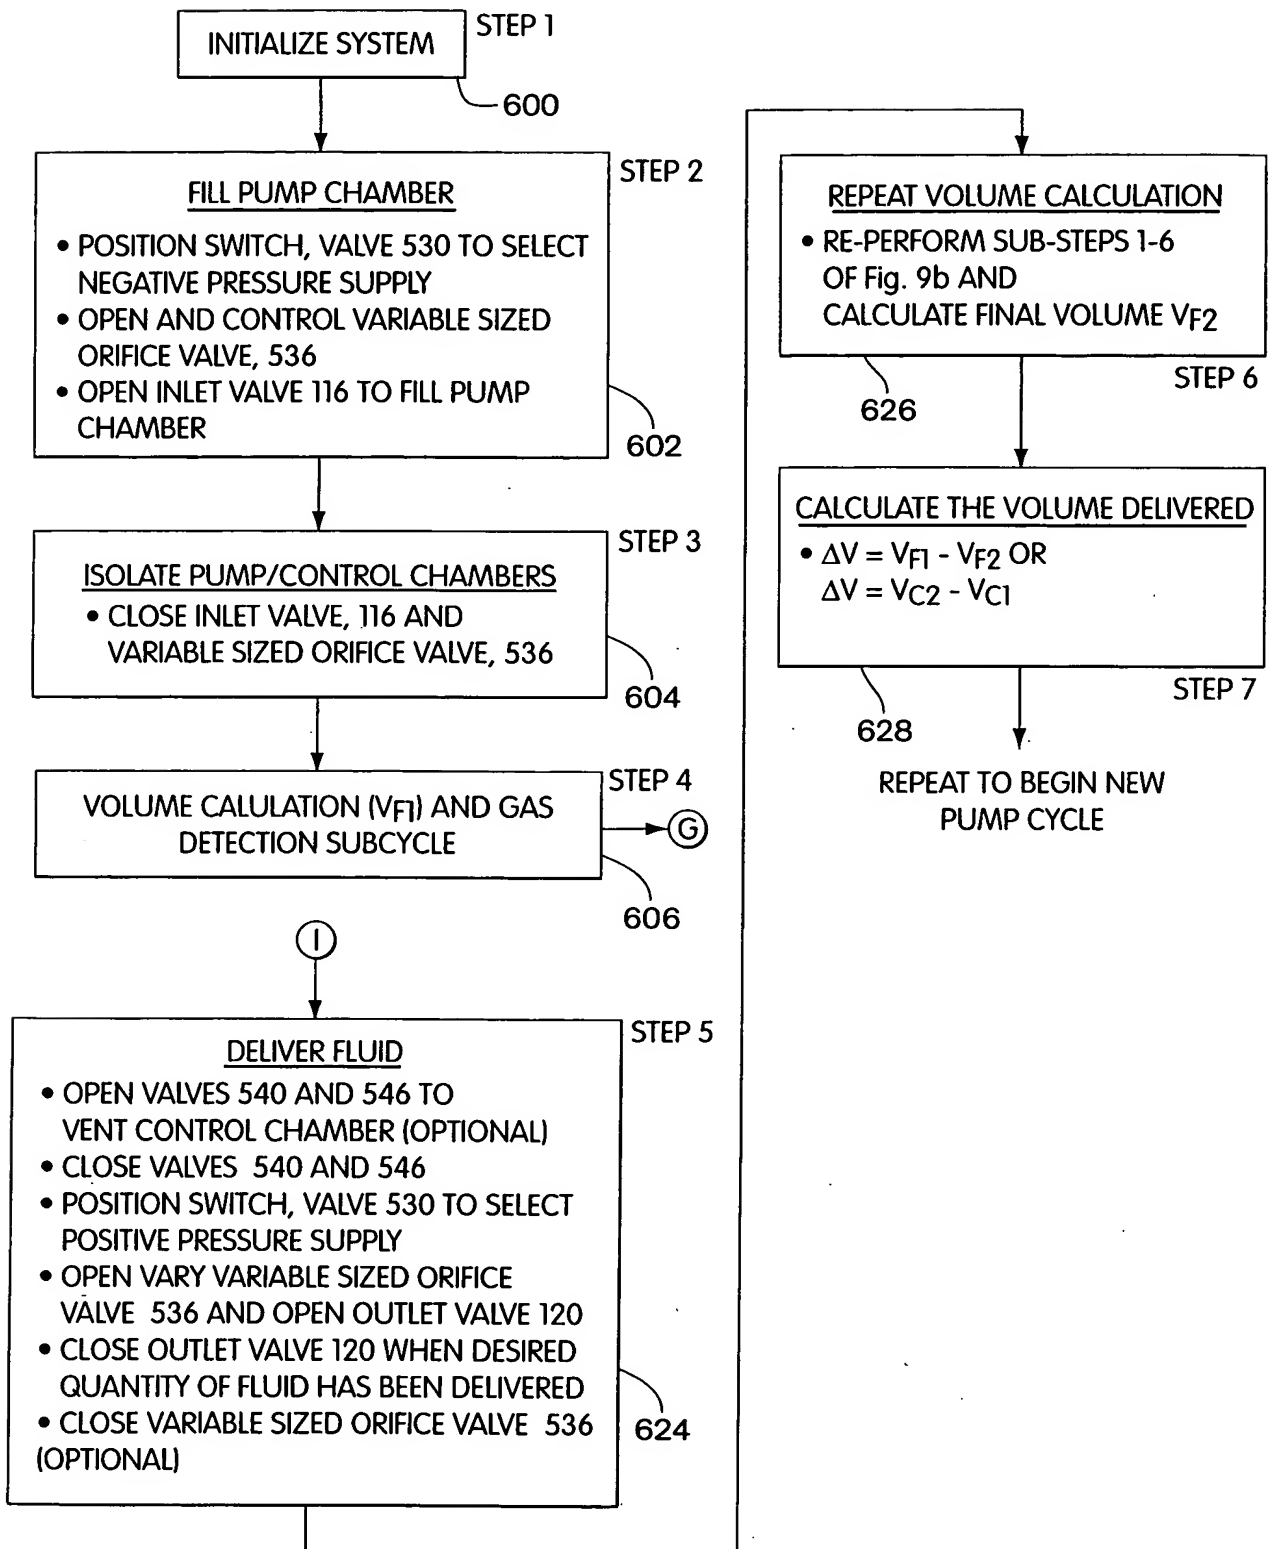 INITIALIZE SYSTEM
STEP 1
600
STEP 2
FILL PUMP CHAMBER
• POSITION SWITCH, VALVE 530 TO SELECT
NEGATIVE PRESSURE SUPPLY
• OPEN AND CONTROL VARIABLE SIZED
ORIFICE VALVE, 536
• OPEN INLET VALVE 116 TO FILL PUMP
CHAMBER
602
STEP 3
ISOLATE PUMP/CONTROL CHAMBERS
• CLOSE INLET VALVE, 116 AND
VARIABLE SIZED ORIFICE VALVE, 536
604
STEP 4
VOLUME CALULATION (VF1) AND GAS
DETECTION SUBCYCLE
G
606
I
STEP 5
DELIVER FLUID
• OPEN VALVES 540 AND 546 TO
VENT CONTROL CHAMBER (OPTIONAL)
• CLOSE VALVES 540 AND 546
• POSITION SWITCH, VALVE 530 TO SELECT
POSITIVE PRESSURE SUPPLY
• OPEN VARY VARIABLE SIZED ORIFICE
VALVE 536 AND OPEN OUTLET VALVE 120
• CLOSE OUTLET VALVE 120 WHEN DESIRED
QUANTITY OF FLUID HAS BEEN DELIVERED
• CLOSE VARIABLE SIZED ORIFICE VALVE 536
(OPTIONAL)
624
REPEAT VOLUME CALCULATION
• RE-PERFORM SUB-STEPS 1-6
OF Fig. 9b AND
CALCULATE FINAL VOLUME VF2
STEP 6
626
CALCULATE THE VOLUME DELIVERED
• ΔV = VF1 - VF2 OR
ΔV = VC2 - VC1
STEP 7
628
REPEAT TO BEGIN NEW
PUMP CYCLE